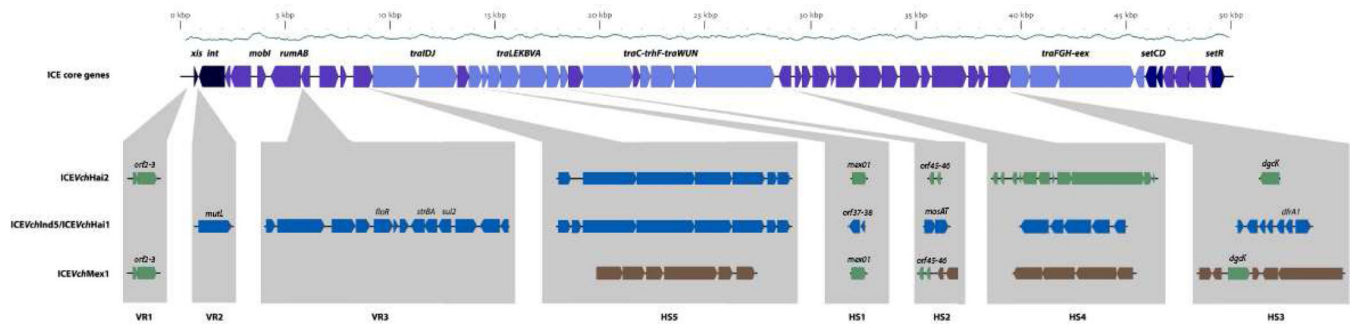 0 kbp 5 kbp 10 kbp 15 kbp 20 kbp 25 kbp 30 kbp 35 kbp 40 kbp 45 kbp 50 kbp
xis int mobI rumAB traIDJ traLEKBVA traC-trhF-traWUN traFGH-eex setCD setR
ICE core genes
orf2-3 mex01 orf45-46 dgcK
ICEVchHai2
mutL floR strBA sul2 orf37-38 mosAT dfrA1
ICEVchInd5/ICEVchHai1
orf2-3 mex01 orf45-46 dgcK
ICEVchMex1
VR1 VR2 VR3 HS5 HS1 HS2 HS4 HS3